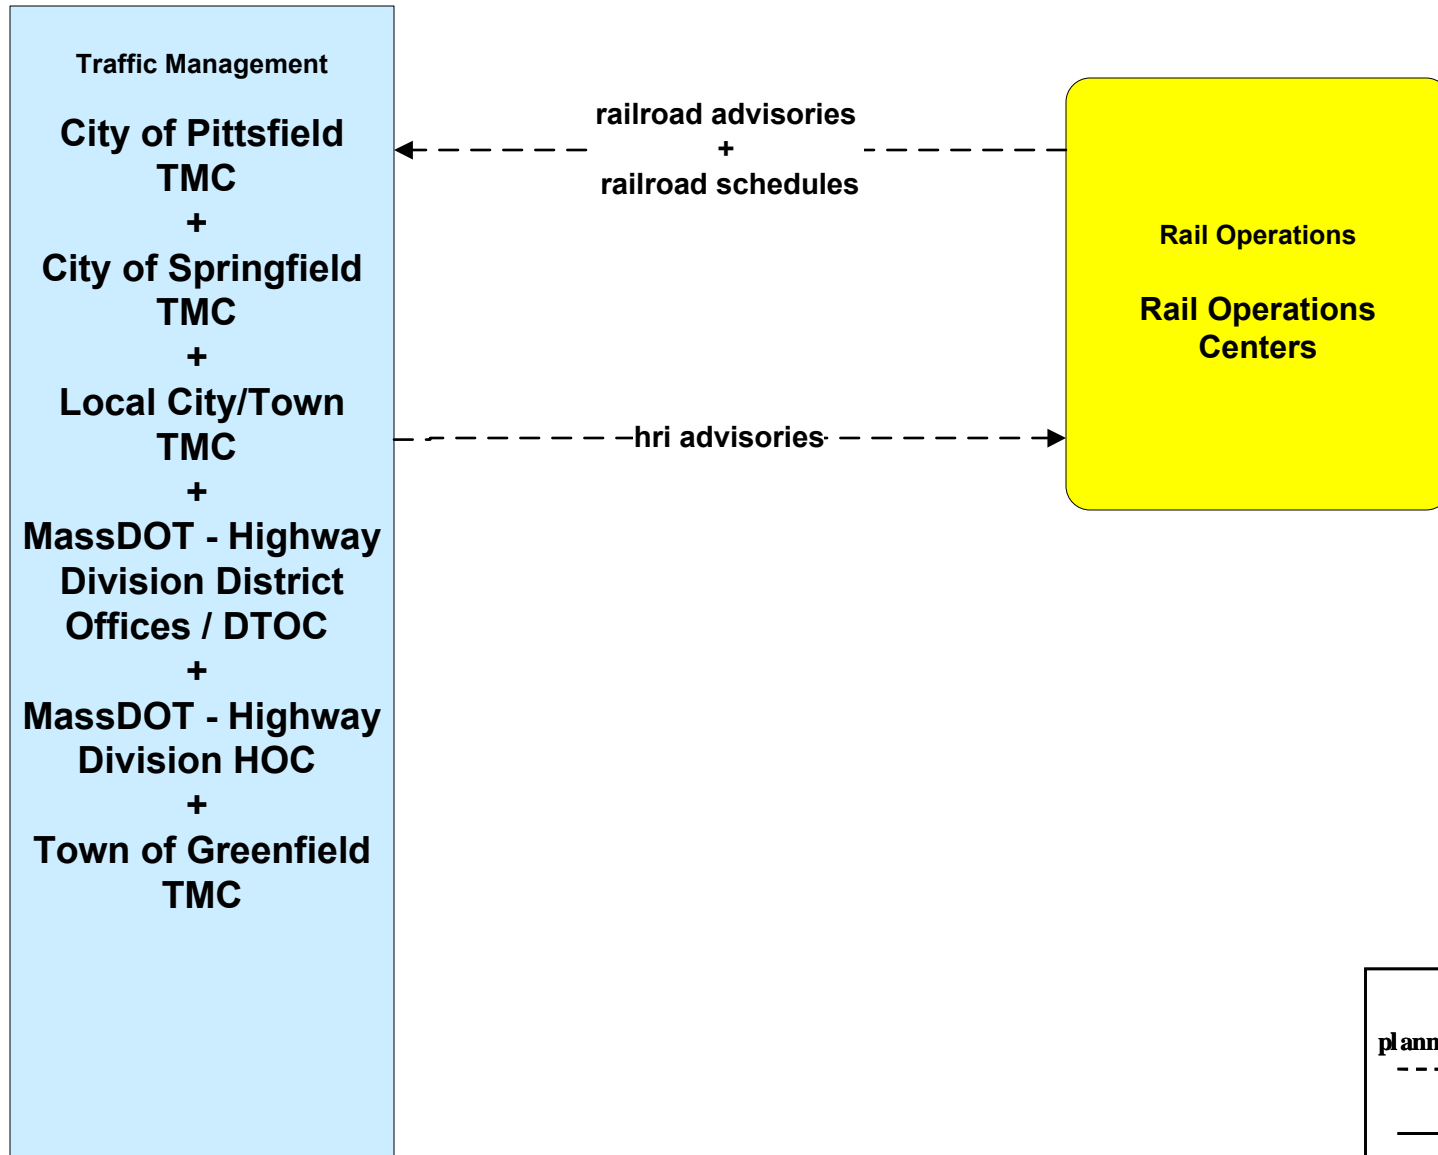 Traffic Management
City of Pittsfield
TMC
+
City of Springfield
TMC
+
Local City/Town
TMC
+
MassDOT - Highway
Division District
Offices / DTOC
+
MassDOT - Highway
Division HOC
+
Town of Greenfield
TMC
railroad advisories
+
railroad schedules
hri advisories
Rail Operations
Rail Operations
Centers